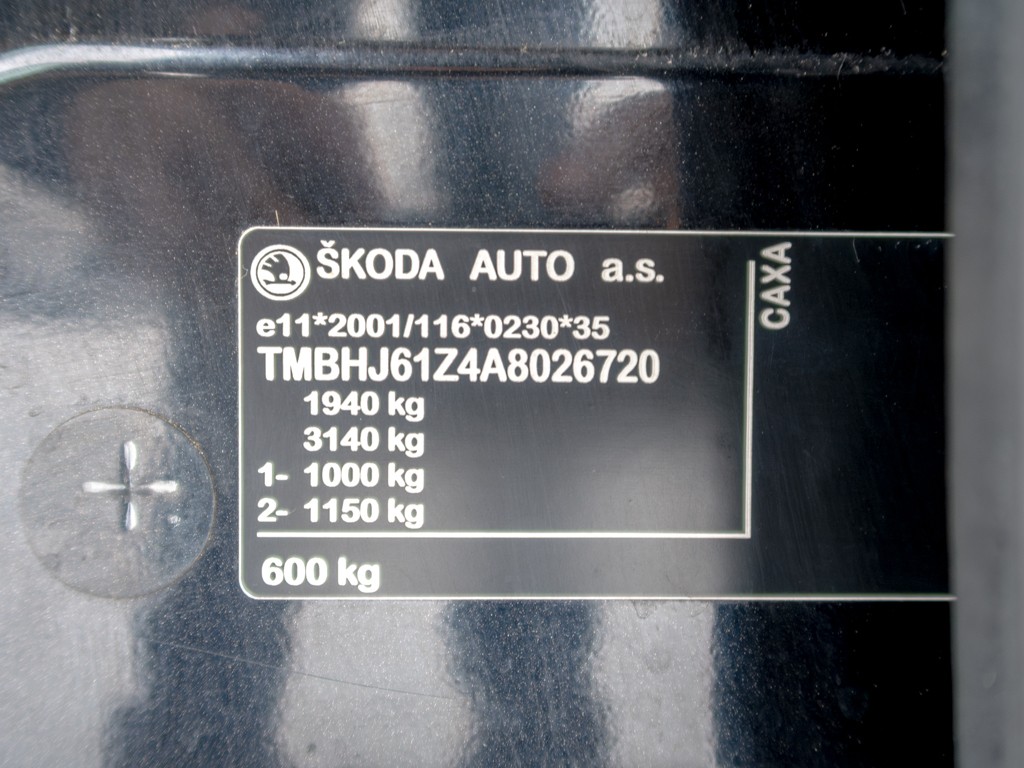 ŠKODA AUTO a.s.
e11*2001/116*0230*35
TMBHJ61Z4A8026720
1940 kg
3140 kg
1- 1000 kg
2- 1150 kg
600 kg
CAXA